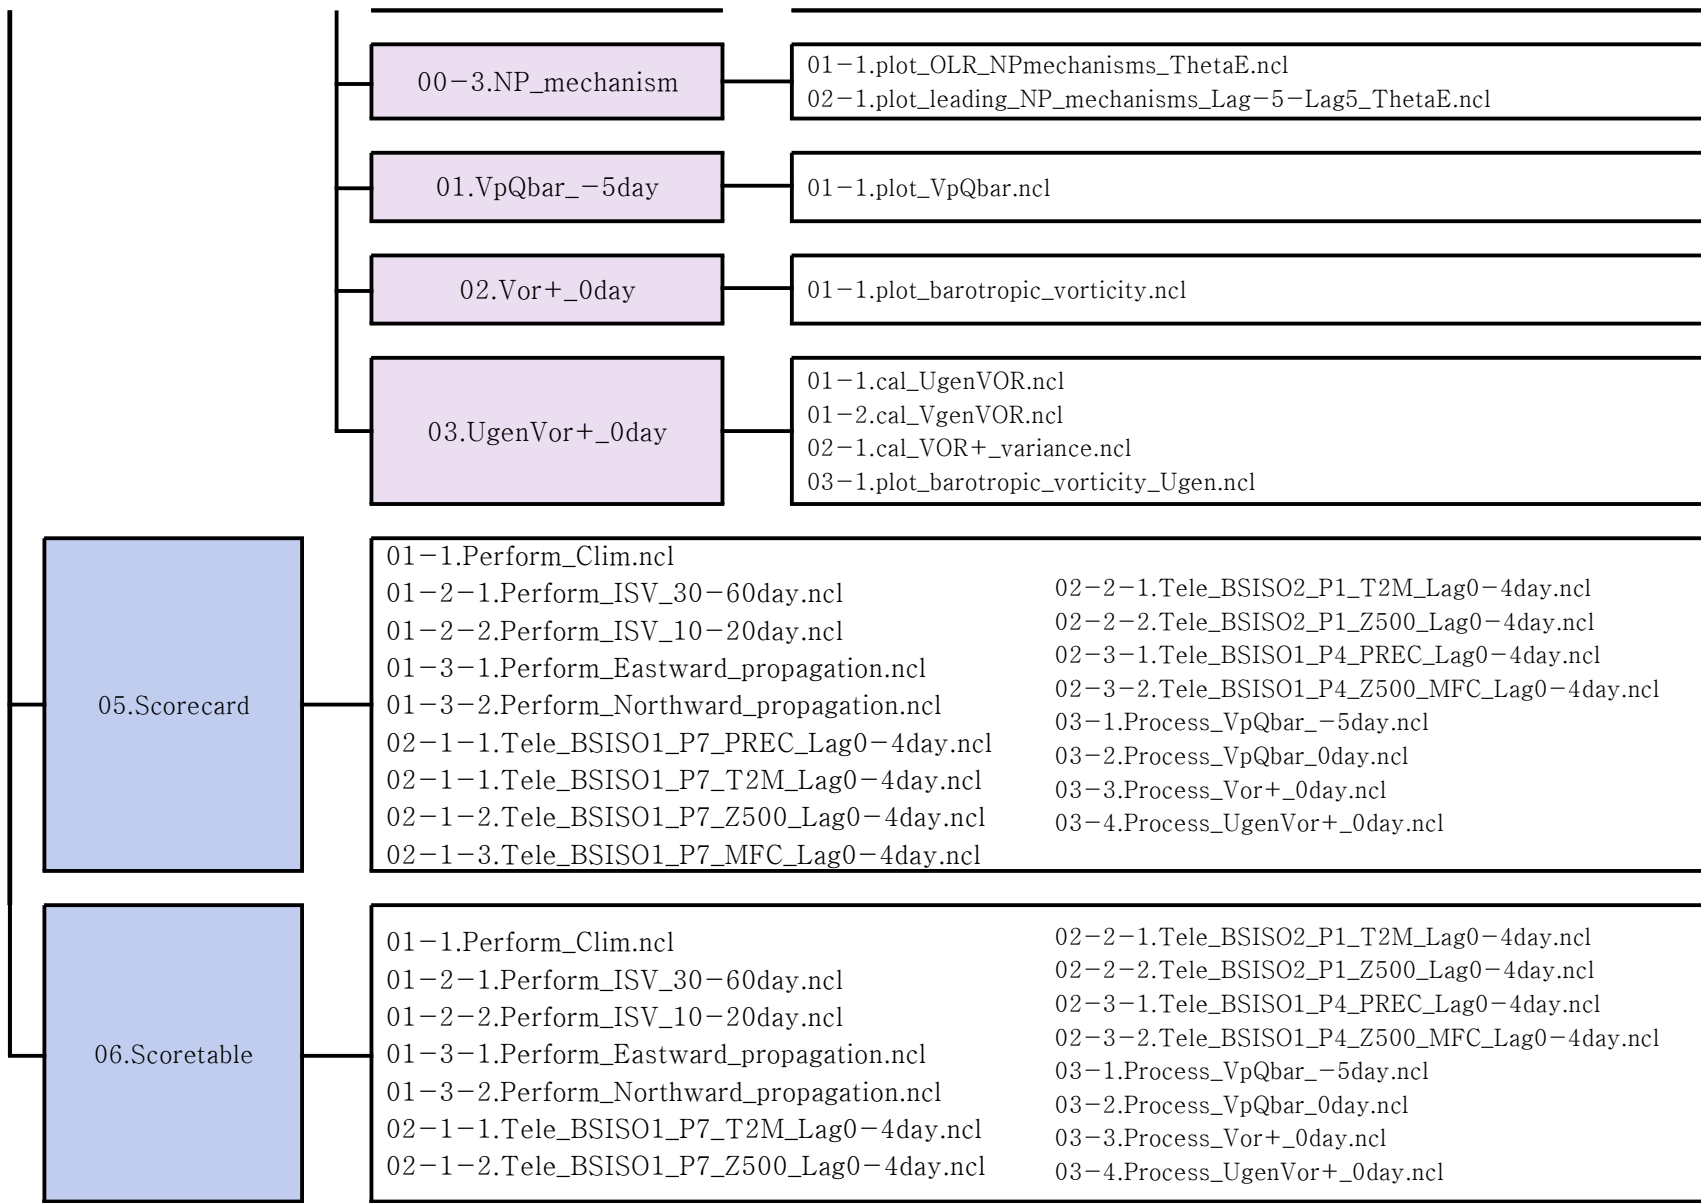 00-3.NP_mechanism
01-1.plot_OLR_NPmechanisms_ThetaE.ncl
02-1.plot_leading_NP_mechanisms_Lag-5-Lag5_ThetaE.ncl
01.VpQbar_-5day
01-1.plot_VpQbar.ncl
02.Vor+_0day
01-1.plot_barotropic_vorticity.ncl
03.UgenVor+_0day
01-1.cal_UgenVOR.ncl
01-2.cal_VgenVOR.ncl
02-1.cal_VOR+_variance.ncl
03-1.plot_barotropic_vorticity_Ugen.ncl
05.Scorecard
01-1.Perform_Clim.ncl
01-2-1.Perform_ISV_30-60day.ncl
01-2-2.Perform_ISV_10-20day.ncl
01-3-1.Perform_Eastward_propagation.ncl
01-3-2.Perform_Northward_propagation.ncl
02-1-1.Tele_BSISO1_P7_PREC_Lag0-4day.ncl
02-1-1.Tele_BSISO1_P7_T2M_Lag0-4day.ncl
02-1-2.Tele_BSISO1_P7_Z500_Lag0-4day.ncl
02-1-3.Tele_BSISO1_P7_MFC_Lag0-4day.ncl
02-2-1.Tele_BSISO2_P1_T2M_Lag0-4day.ncl
02-2-2.Tele_BSISO2_P1_Z500_Lag0-4day.ncl
02-3-1.Tele_BSISO1_P4_PREC_Lag0-4day.ncl
02-3-2.Tele_BSISO1_P4_Z500_MFC_Lag0-4day.ncl
03-1.Process_VpQbar_-5day.ncl
03-2.Process_VpQbar_0day.ncl
03-3.Process_Vor+_0day.ncl
03-4.Process_UgenVor+_0day.ncl
06.Scoretable
01-1.Perform_Clim.ncl
01-2-1.Perform_ISV_30-60day.ncl
01-2-2.Perform_ISV_10-20day.ncl
01-3-1.Perform_Eastward_propagation.ncl
01-3-2.Perform_Northward_propagation.ncl
02-1-1.Tele_BSISO1_P7_T2M_Lag0-4day.ncl
02-1-2.Tele_BSISO1_P7_Z500_Lag0-4day.ncl
02-2-1.Tele_BSISO2_P1_T2M_Lag0-4day.ncl
02-2-2.Tele_BSISO2_P1_Z500_Lag0-4day.ncl
02-3-1.Tele_BSISO1_P4_PREC_Lag0-4day.ncl
02-3-2.Tele_BSISO1_P4_Z500_MFC_Lag0-4day.ncl
03-1.Process_VpQbar_-5day.ncl
03-2.Process_VpQbar_0day.ncl
03-3.Process_Vor+_0day.ncl
03-4.Process_UgenVor+_0day.ncl